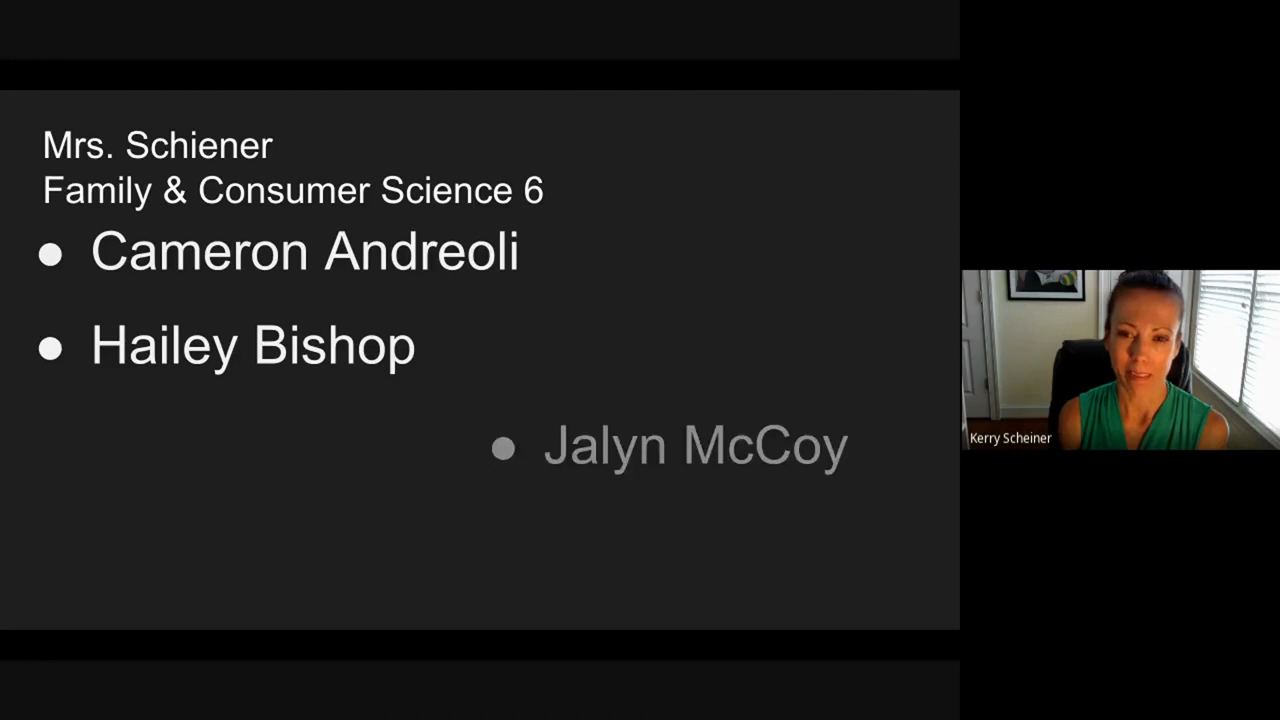 Mrs. Schiener
Family & Consumer Science 6
● Cameron Andreoli
● Hailey Bishop
● Jalyn McCoy
Kerry Scheiner